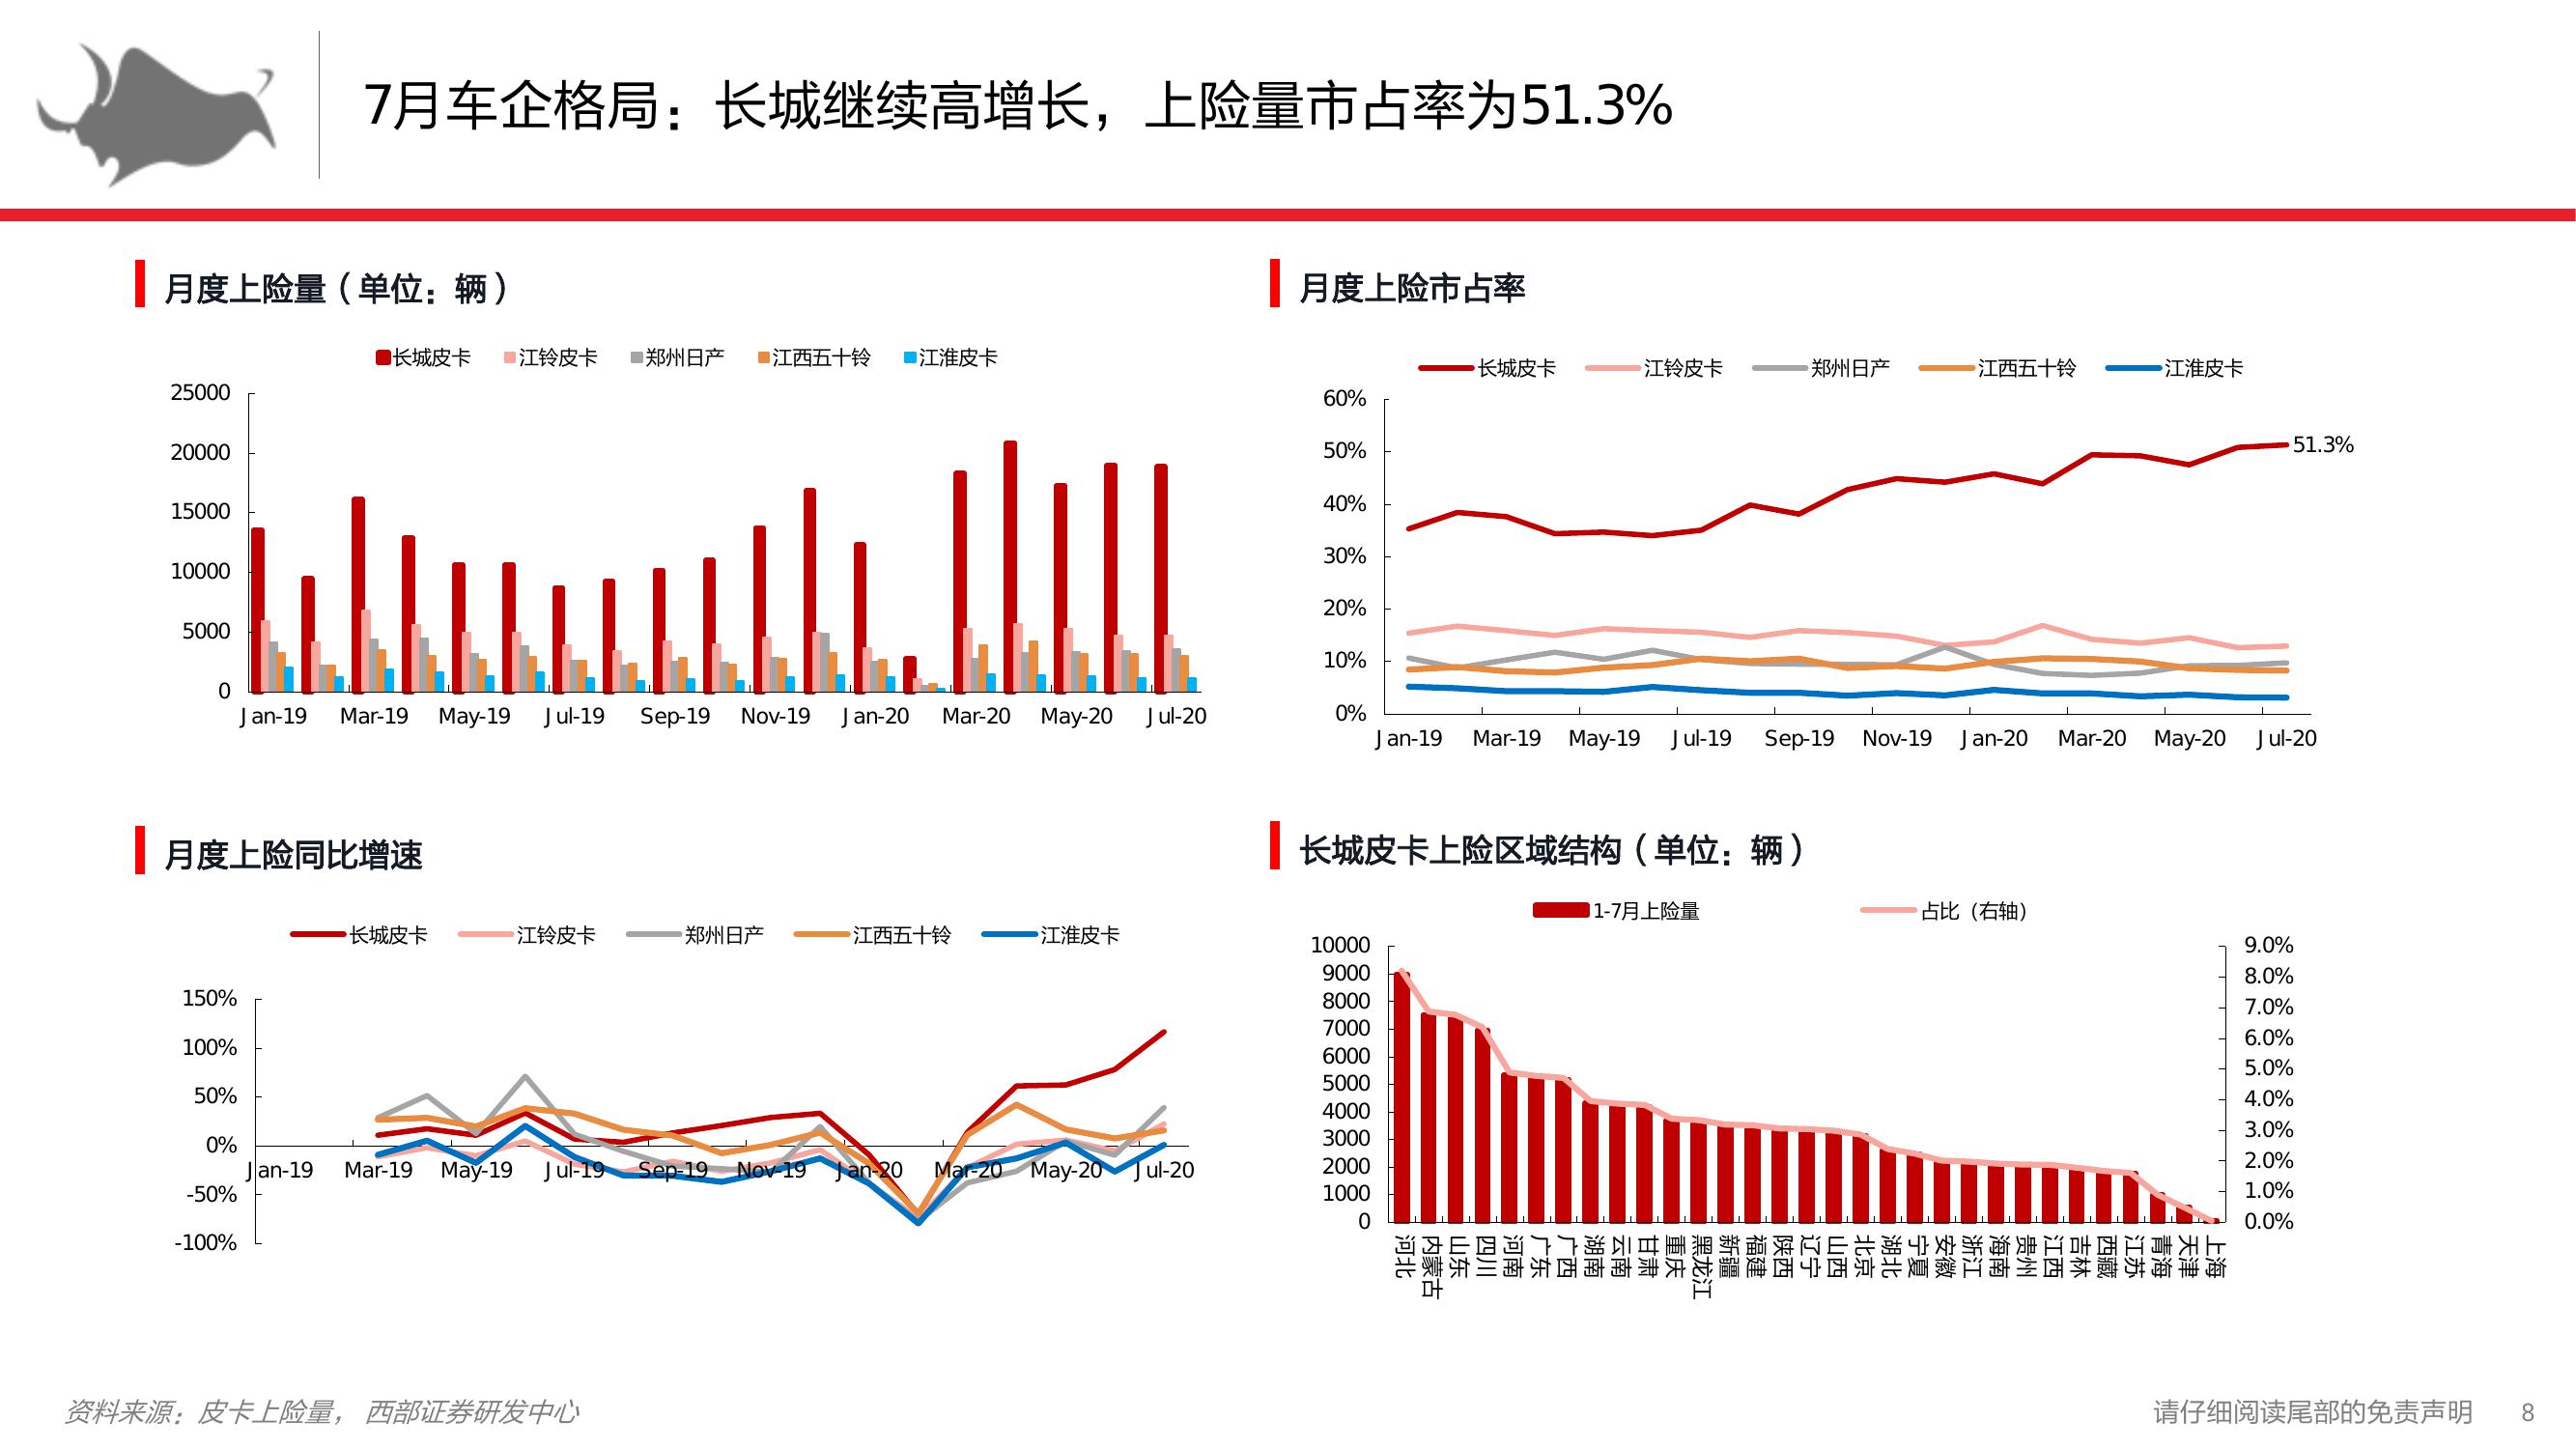 7月车企格局：长城继续高增长，上险量市占率为51.3%
月度上险量（单位：辆）
长城皮卡 江铃皮卡 郑州日产 江西五十铃 江淮皮卡
25000
20000
15000
10000
5000
0
Jan-19 Mar-19 May-19 Jul-19 Sep-19 Nov-19 Jan-20 Mar-20 May-20 Jul-20
月度上险市占率
长城皮卡 江铃皮卡 郑州日产 江西五十铃 江淮皮卡
60%
50%
40%
30%
20%
10%
0%
51.3%
Jan-19 Mar-19 May-19 Jul-19 Sep-19 Nov-19 Jan-20 Mar-20 May-20 Jul-20
月度上险同比增速
长城皮卡 江铃皮卡 郑州日产 江西五十铃 江淮皮卡
150%
100%
50%
0%
-50%
-100%
Jan-19 Mar-19 May-19 Jul-19 Sep-19 Nov-19 Jan-20 Mar-20 May-20 Jul-20
长城皮卡上险区域结构（单位：辆）
1-7月上险量 占比（右轴）
10000
9000
8000
7000
6000
5000
4000
3000
2000
1000
0
9.0%
8.0%
7.0%
6.0%
5.0%
4.0%
3.0%
2.0%
1.0%
0.0%
河北 内蒙古 山东 四川 河南 广东 广西 湖南 云南 甘肃 重庆 黑龙江 新疆 福建 陕西 辽宁 山西 北京 湖北 宁夏 安徽 浙江 海南 贵州 江西 吉林 西藏 江苏 青海 天津 上海
资料来源：皮卡上险量， 西部证券研发中心
请仔细阅读尾部的免责声明 8